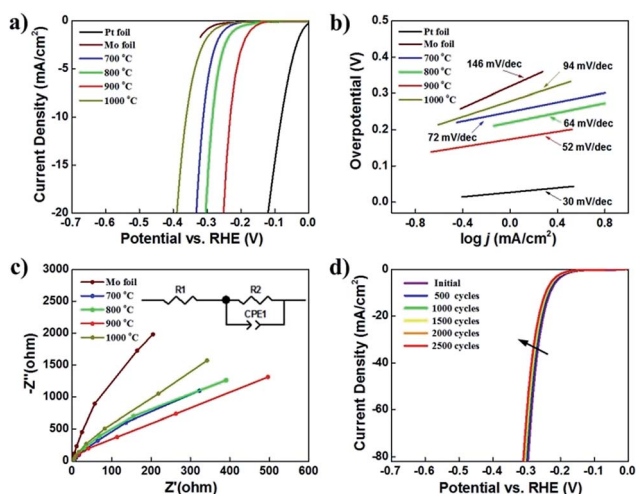 a)
Current Density (mA/cm²)
0
-5
-10
-15
-20
Pt foil
Mo foil
700 °C
800 °C
900 °C
1000 °C
-0.7 -0.6 -0.5 -0.4 -0.3 -0.2 -0.1 0.0
Potential vs. RHE (V)
b)
Overpotential (V)
0.5
0.4
0.3
0.2
0.1
0.0
Pt foil
Mo foil
700 °C
800 °C
900 °C
1000 °C
146 mV/dec
94 mV/dec
72 mV/dec
64 mV/dec
52 mV/dec
30 mV/dec
-1.2 -0.8 -0.4 0.0 0.4 0.8
log j (mA/cm²)
c)
-Z''(ohm)
3000
2500
2000
1500
1000
500
0
Mo foil
700 °C
800 °C
900 °C
1000 °C
R1
R2
CPE1
0 100 200 300 400 500 600
Z'(ohm)
d)
Current Density (mA/cm²)
0
-20
-40
-60
-80
Initial
500 cycles
1000 cycles
1500 cycles
2000 cycles
2500 cycles
-0.7 -0.6 -0.5 -0.4 -0.3 -0.2 -0.1 0.0
Potential vs. RHE (V)